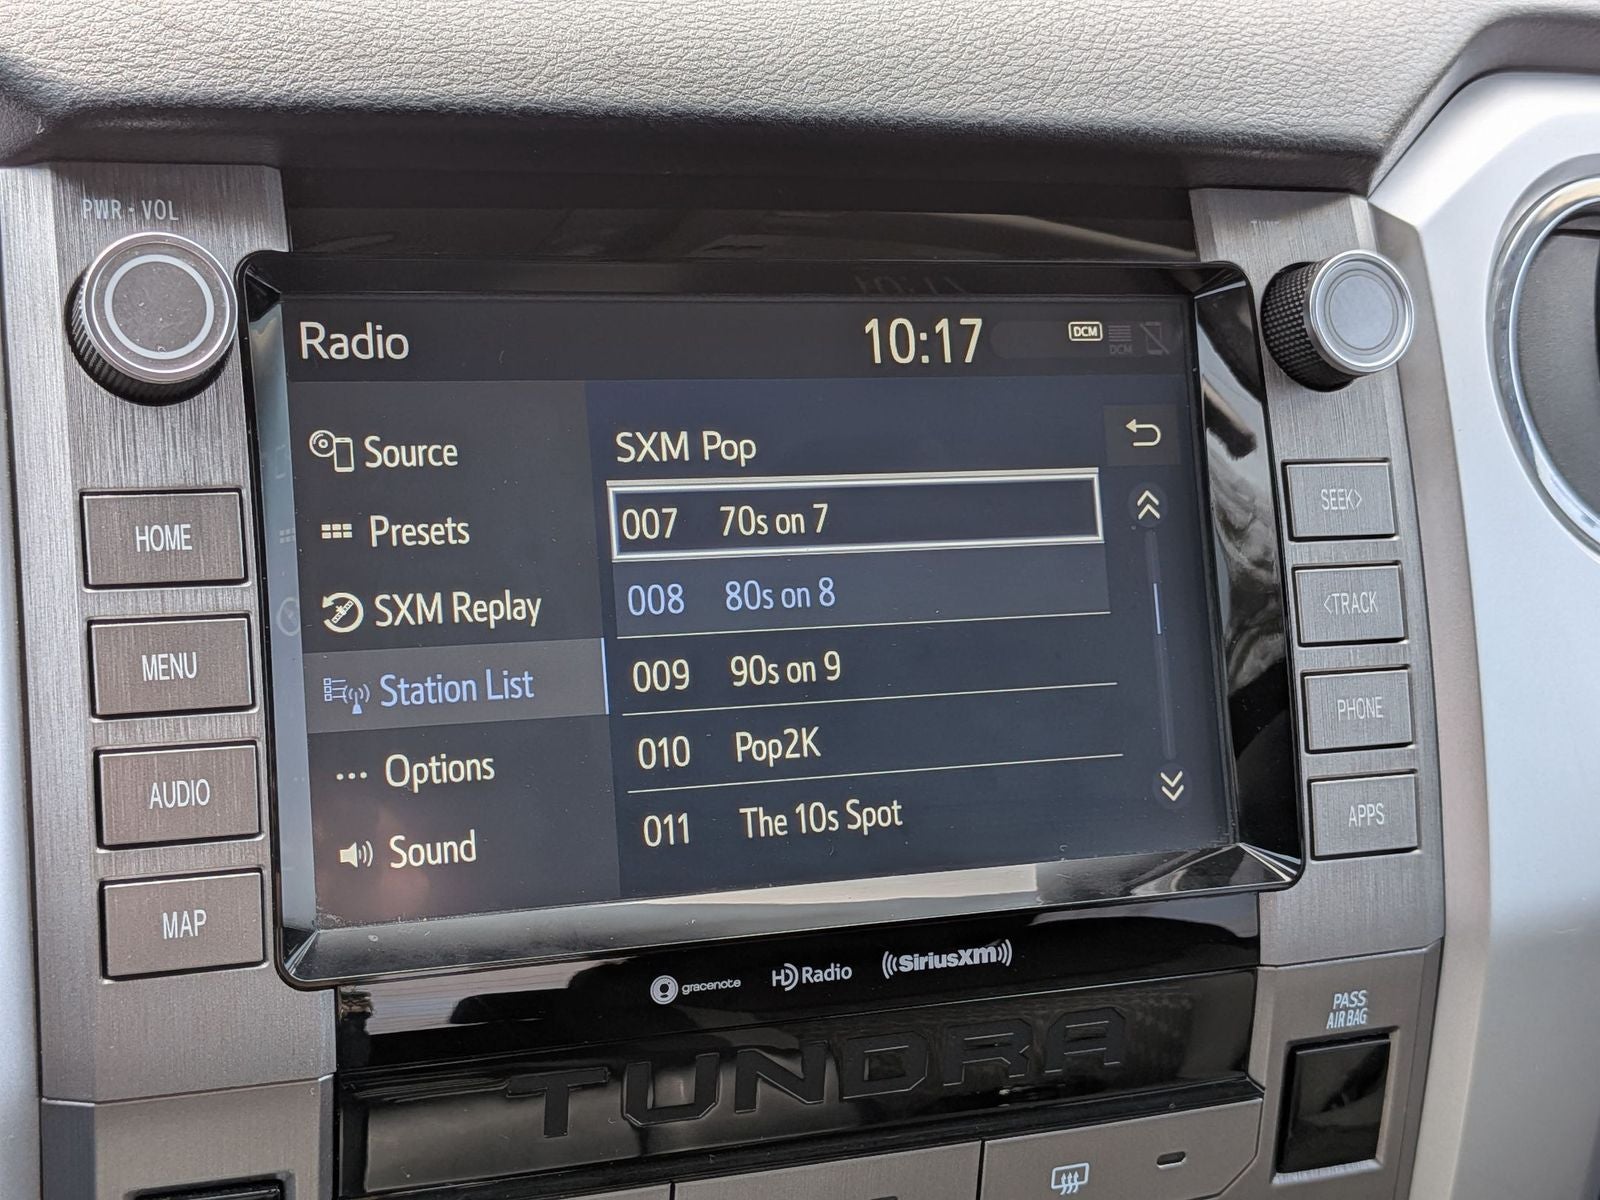 PWR・VOL
Radio
10:17
DCM
DCM
Source
Presets
SXM Replay
Station List
Options
Sound
SXM Pop
007 70s on 7
008 80s on 8
009 90s on 9
010 Pop2K
011 The 10s Spot
HOME
MENU
AUDIO
MAP
SEEK>
<TRACK
PHONE
APPS
gracenote
HD Radio
SiriusXM
TUNDRA
PASS
AIR BAG